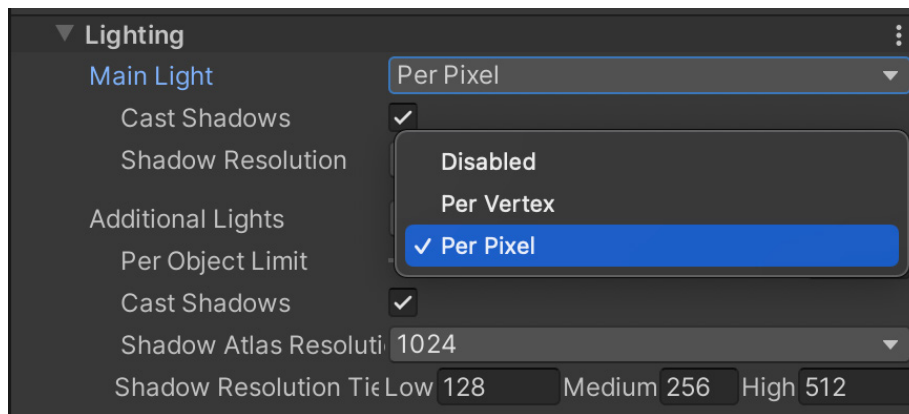 Lighting
Main Light Per Pixel
Cast Shadows
Shadow Resolution
Disabled
Per Vertex
Per Pixel
Additional Lights
Per Object Limit
Cast Shadows
Shadow Atlas Resoluti 1024
Shadow Resolution Tie Low 128 Medium 256 High 512